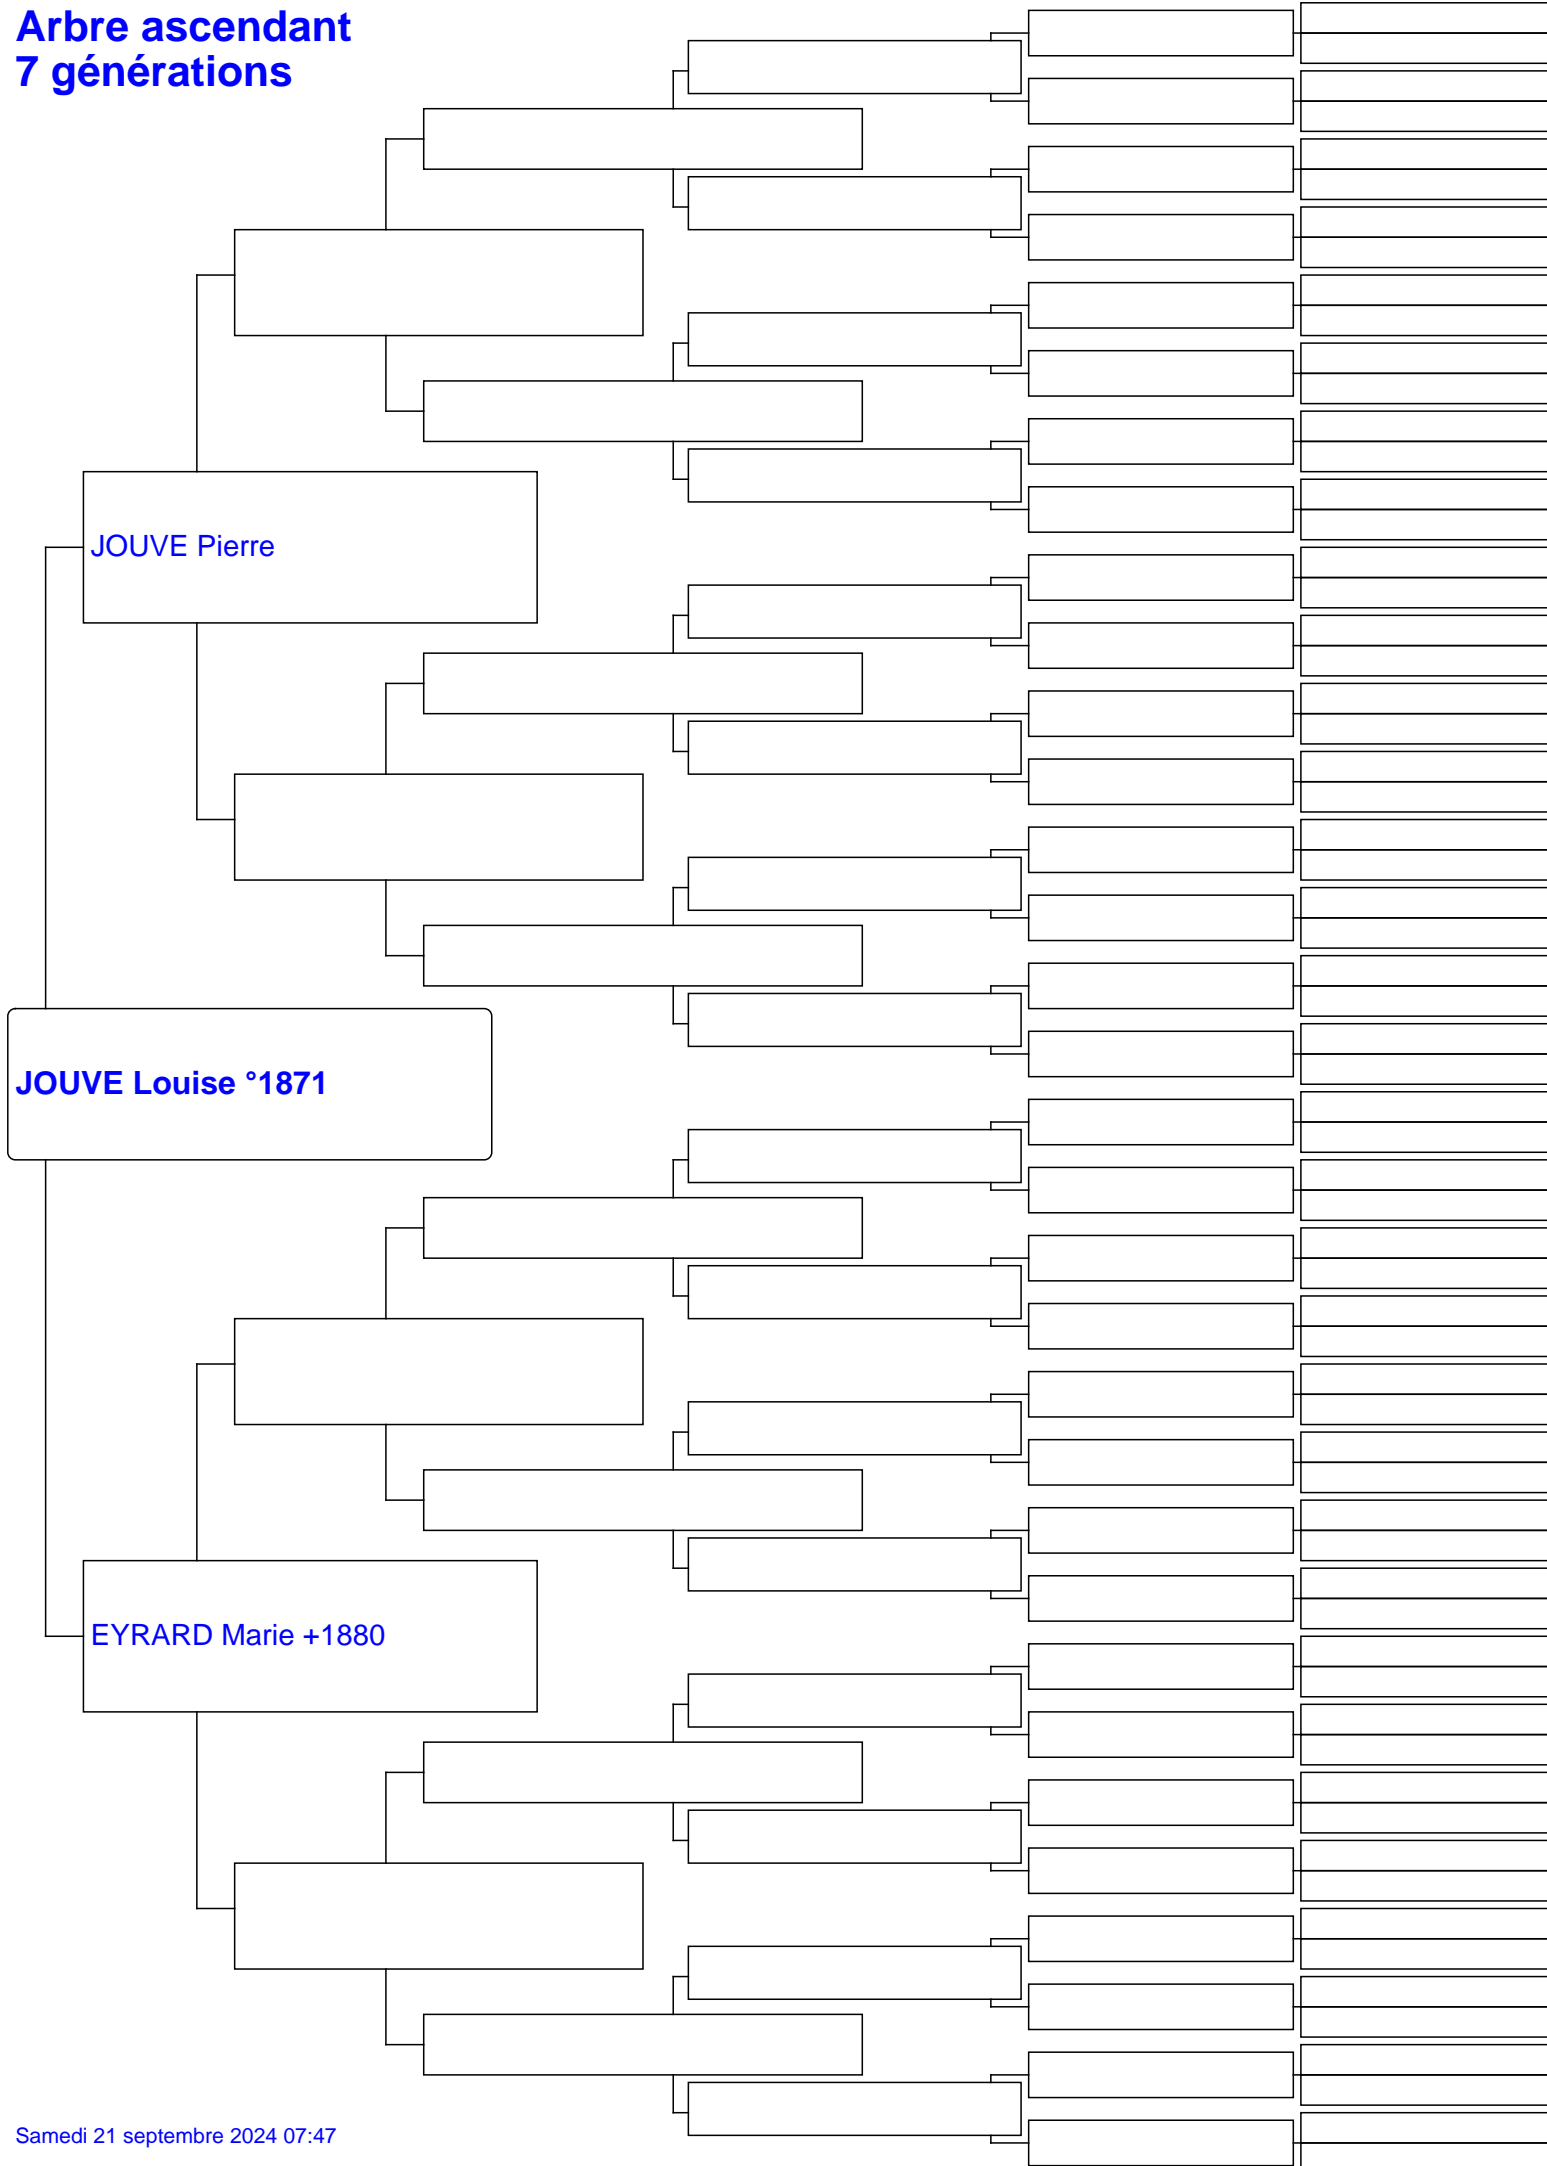 Arbre ascendant
7 générations
JOUVE Pierre
JOUVE Louise °1871
EYRARD Marie +1880
Samedi 21 septembre 2024 07:47